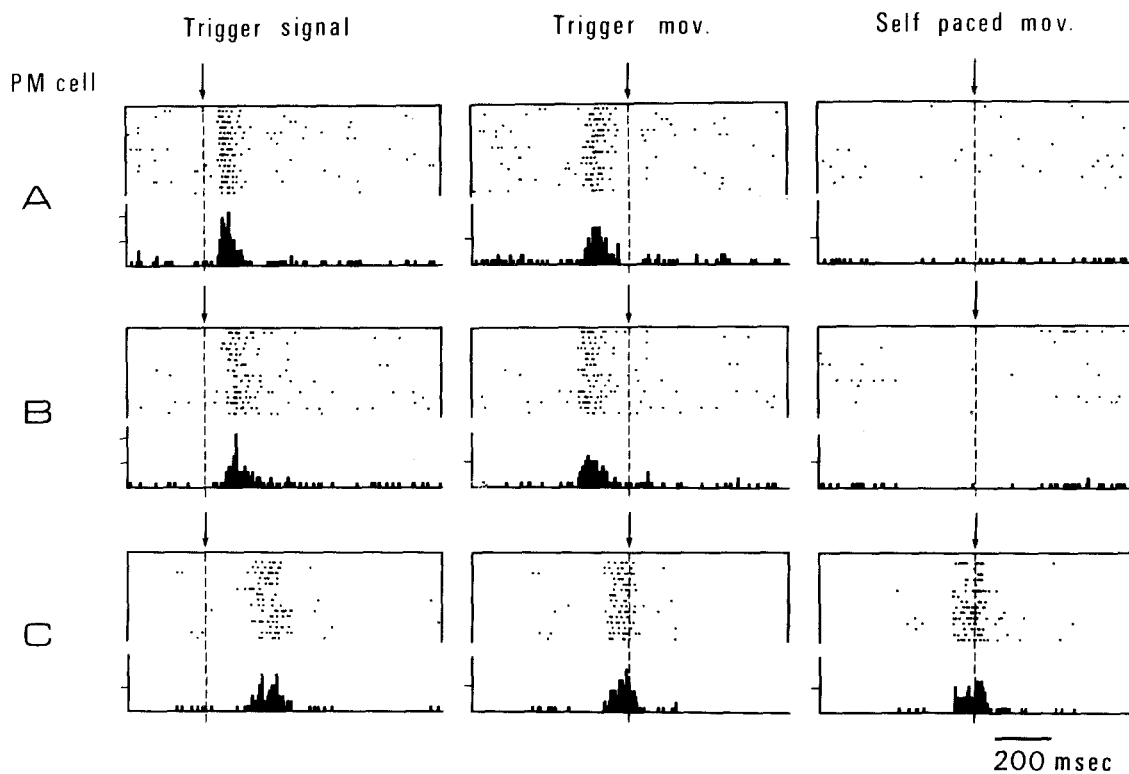 Trigger signal
Trigger mov.
Self paced mov.
PM cell
A
B
C
200 msec